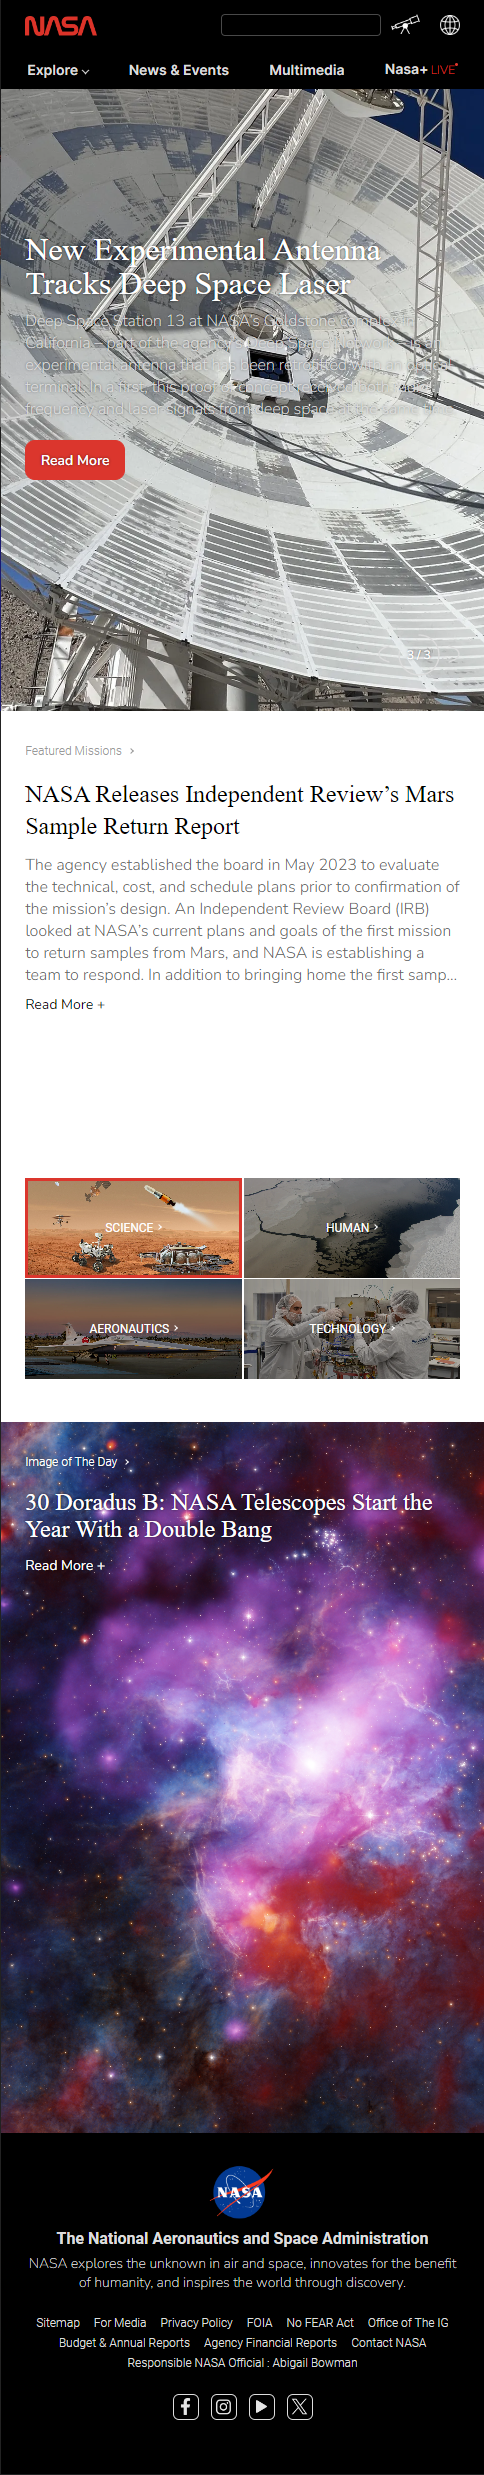 NASA
Explore
News & Events
Multimedia
Nasa+ LIVE
New Experimental Antenna
Tracks Deep Space Laser
Deep Space Station 13 at NASA's Goldstone complex in
California – part of the agency's Deep Space Network – is an
experimental antenna that has been retrofitted with an optical
terminal. In a first, this proof of concept received both radio
frequency and laser signals from deep space at the same time.
Read More
3 / 3
Featured Missions
NASA Releases Independent Review's Mars
Sample Return Report
The agency established the board in May 2023 to evaluate
the technical, cost, and schedule plans prior to confirmation of
the mission's design. An Independent Review Board (IRB)
looked at NASA's current plans and goals of the first mission
to return samples from Mars, and NASA is establishing a
team to respond. In addition to bringing home the first samp...
Read More +
SCIENCE
HUMAN
AERONAUTICS
TECHNOLOGY
Image of The Day
30 Doradus B: NASA Telescopes Start the
Year With a Double Bang
Read More +
NASA
The National Aeronautics and Space Administration
NASA explores the unknown in air and space, innovates for the benefit
of humanity, and inspires the world through discovery.
Sitemap For Media Privacy Policy FOIA No FEAR Act Office of The IG
Budget & Annual Reports Agency Financial Reports Contact NASA
Responsible NASA Official : Abigail Bowman